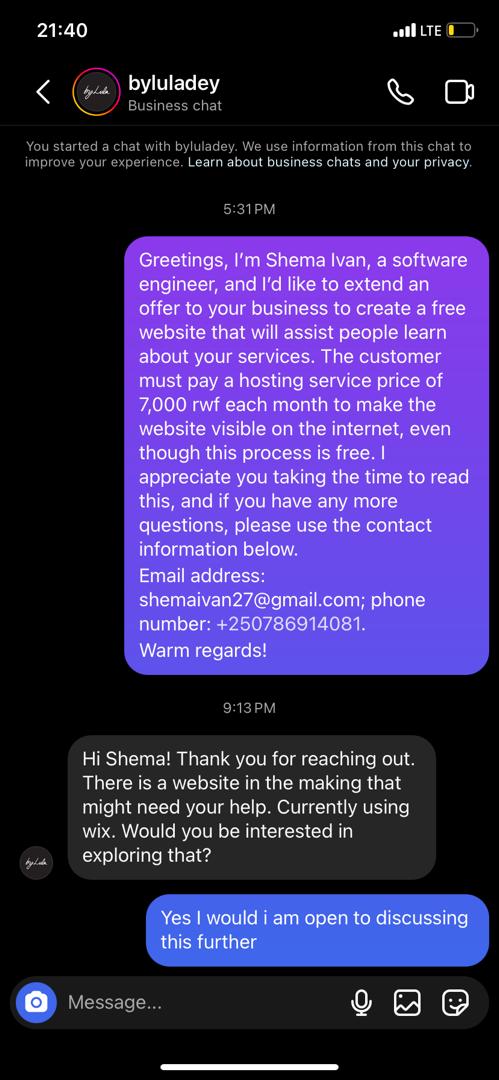 21:40
LTE
by Lula
byluladey
Business chat
You started a chat with byluladey. We use information from this chat to
improve your experience. Learn about business chats and your privacy.
5:31 PM
Greetings, I’m Shema Ivan, a software
engineer, and I’d like to extend an
offer to your business to create a free
website that will assist people learn
about your services. The customer
must pay a hosting service price of
7,000 rwf each month to make the
website visible on the internet, even
though this process is free. I
appreciate you taking the time to read
this, and if you have any more
questions, please use the contact
information below.
Email address:
shemaivan27@gmail.com; phone
number: +250786914081.
Warm regards!
9:13 PM
Hi Shema! Thank you for reaching out.
There is a website in the making that
might need your help. Currently using
wix. Would you be interested in
exploring that?
by Lula
Yes I would i am open to discussing
this further
Message...